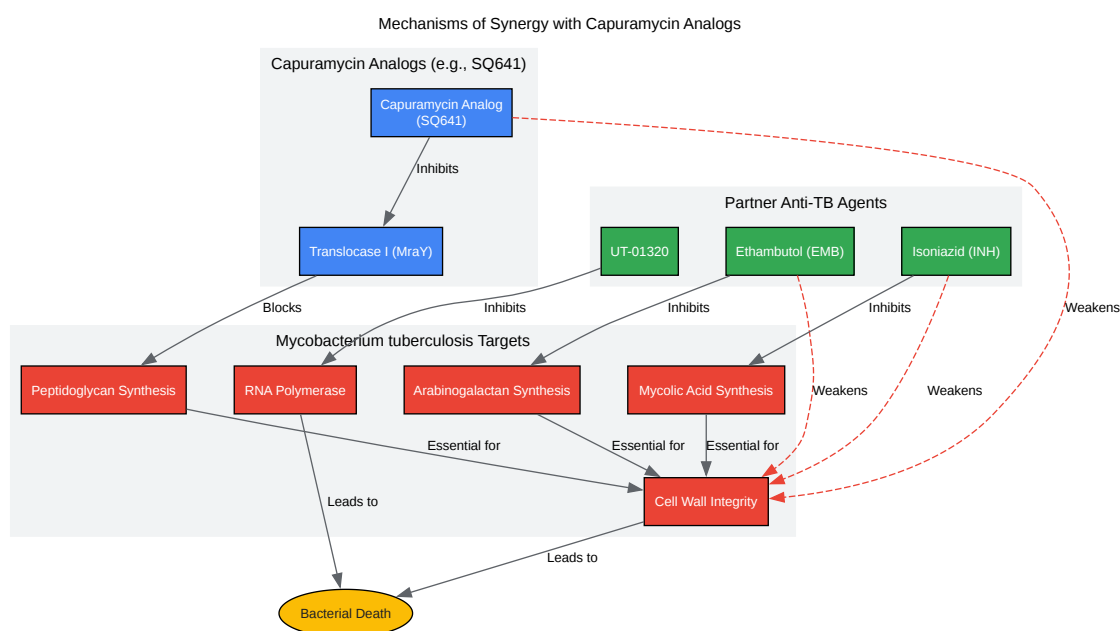 Mechanisms of Synergy with Capuramycin Analogs
Capuramycin Analogs (e.g., SQ641)
Capuramycin Analog
(SQ641)
Inhibits
Partner Anti-TB Agents
Translocase I (MraY)
UT-01320
Ethambutol (EMB)
Isoniazid (INH)
Blocks
Inhibits
Inhibits
Inhibits
Weakens
Mycobacterium tuberculosis Targets
Peptidoglycan Synthesis
RNA Polymerase
Arabinogalactan Synthesis
Mycolic Acid Synthesis
Weakens
Weakens
Essential for
Essential for
Essential for
Leads to
Cell Wall Integrity
Leads to
Bacterial Death